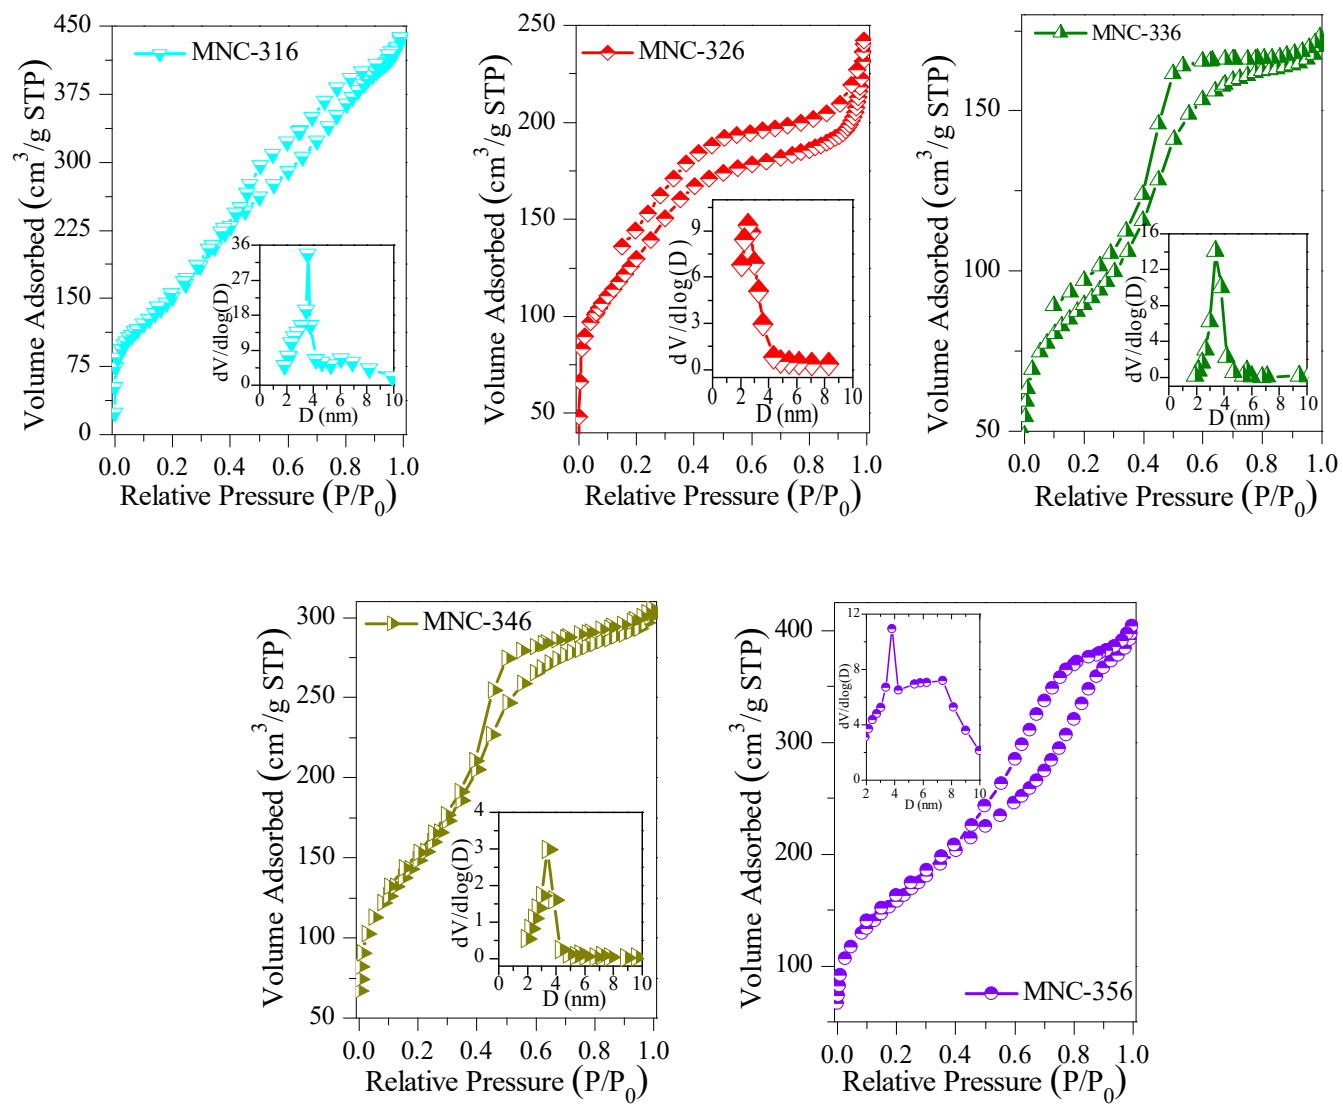 MNC-316
Volume Adsorbed (cm³/g STP)
450
375
300
225
150
75
0
0.0 0.2 0.4 0.6 0.8 1.0
Relative Pressure (P/P₀)
dV/dlog(D)
36
27
18
9
0
0 2 4 6 8 10
D (nm)
MNC-326
Volume Adsorbed (cm³/g STP)
250
200
150
100
50
0.0 0.2 0.4 0.6 0.8 1.0
Relative Pressure (P/P₀)
dV/dlog(D)
9
6
3
0
0 2 4 6 8 10
D (nm)
MNC-336
Volume Adsorbed (cm³/g STP)
150
100
50
0.0 0.2 0.4 0.6 0.8 1.0
Relative Pressure (P/P₀)
dV/dlog(D)
16
12
8
4
0
0 2 4 6 8 10
D (nm)
MNC-346
Volume Adsorbed (cm³/g STP)
300
250
200
150
100
50
0.0 0.2 0.4 0.6 0.8 1.0
Relative Pressure (P/P₀)
dV/dlog(D)
4
3
2
1
0
0 2 4 6 8 10
D (nm)
MNC-356
Volume Adsorbed (cm³/g STP)
400
300
200
100
0.0 0.2 0.4 0.6 0.8 1.0
Relative Pressure (P/P₀)
dV/dlog(D)
12
8
4
0
2 4 6 8 10
D (nm)